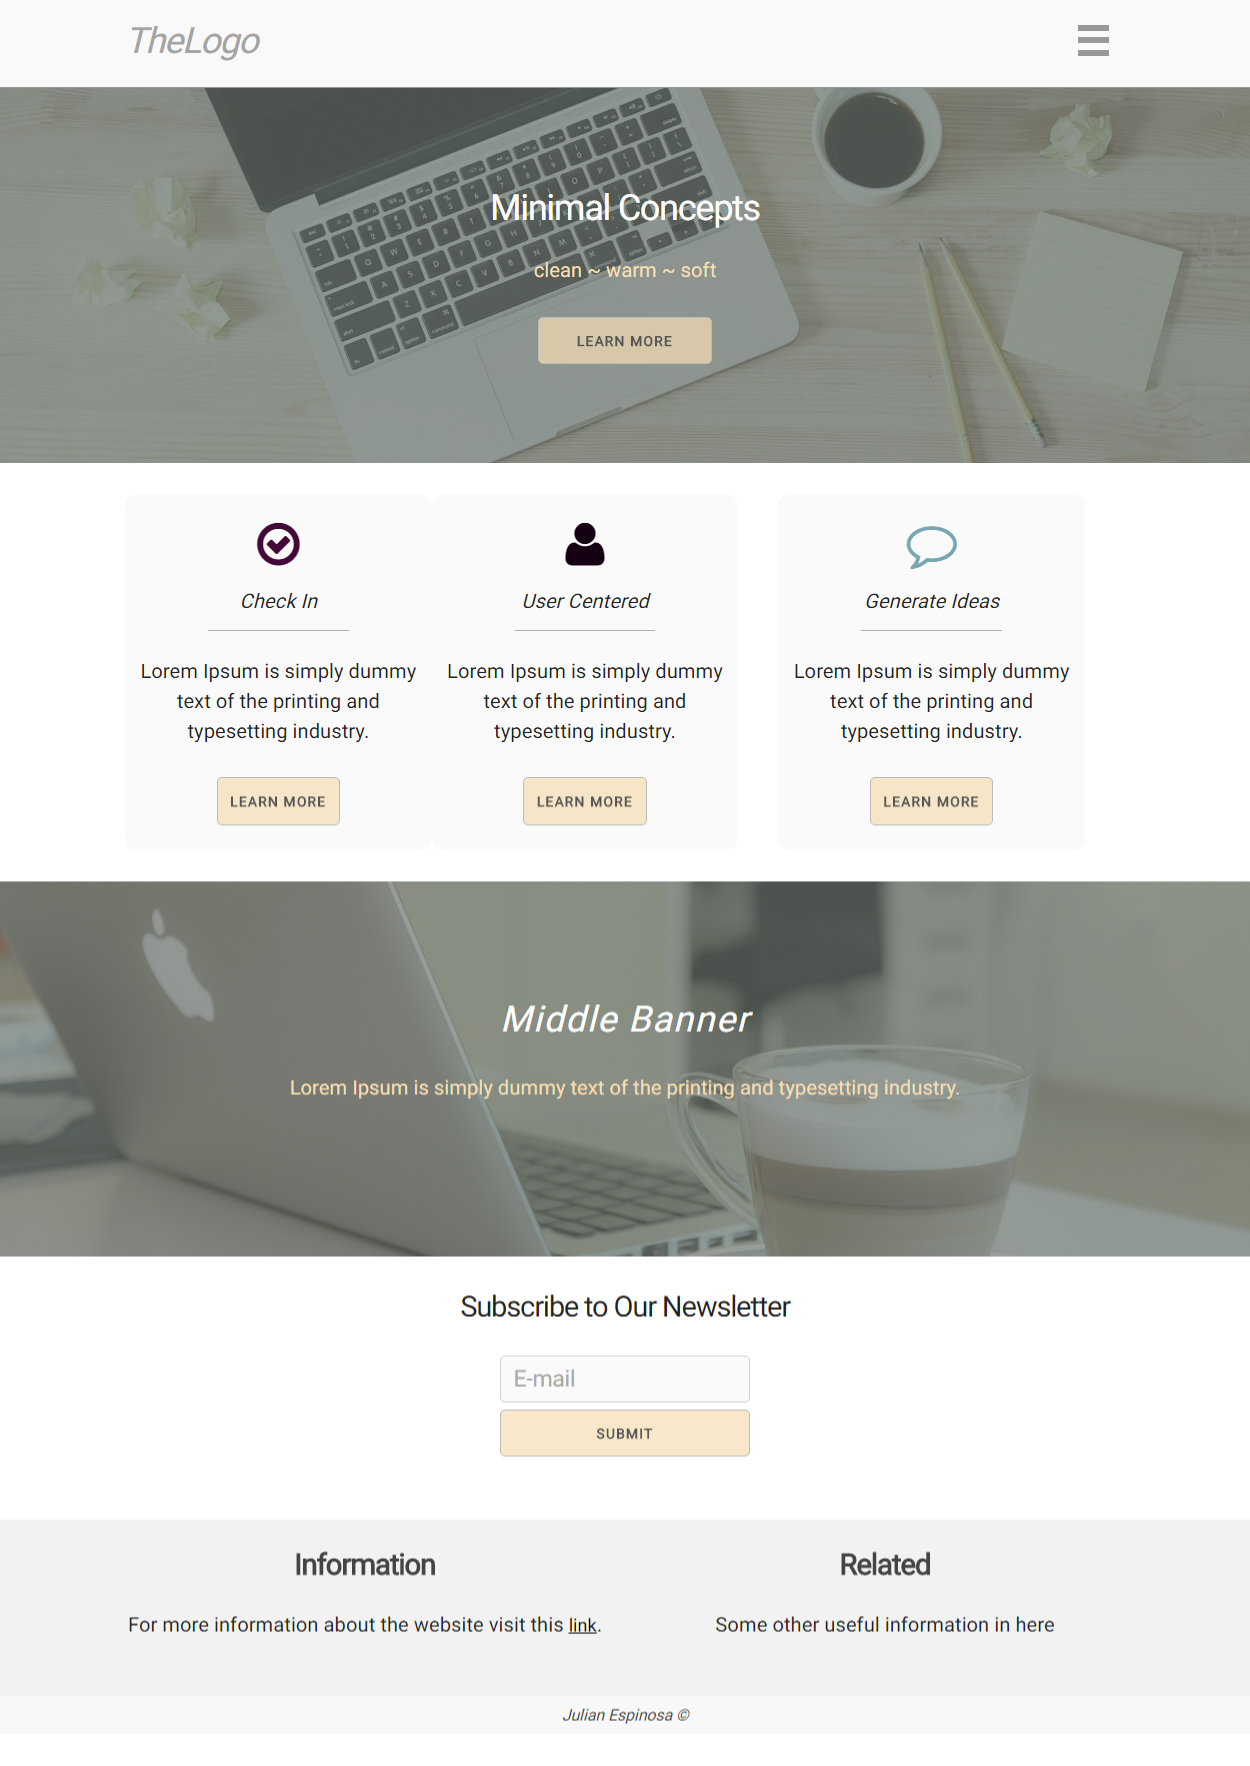 TheLogo
Minimal Concepts
clean ~ warm ~ soft
LEARN MORE
Check In
Lorem Ipsum is simply dummy
text of the printing and
typesetting industry.
LEARN MORE
User Centered
Lorem Ipsum is simply dummy
text of the printing and
typesetting industry.
LEARN MORE
Generate Ideas
Lorem Ipsum is simply dummy
text of the printing and
typesetting industry.
LEARN MORE
Middle Banner
Lorem Ipsum is simply dummy text of the printing and typesetting industry.
Subscribe to Our Newsletter
E-mail
SUBMIT
Information
For more information about the website visit this link.
Related
Some other useful information in here
Julian Espinosa ©